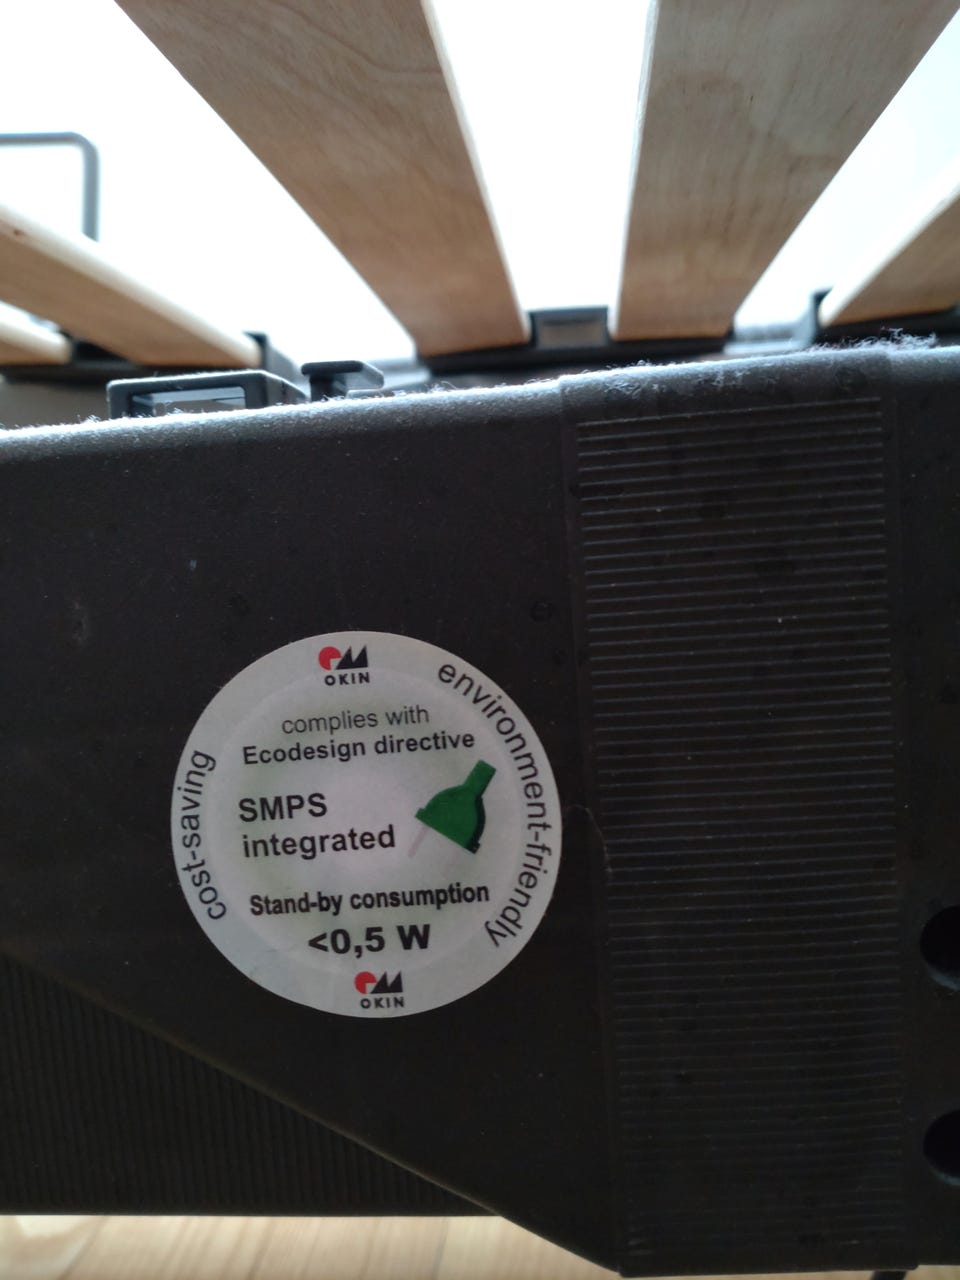 OKIN
complies with
Ecodesign directive
SMPS
integrated
Stand-by consumption
<0,5 W
OKIN
cost-saving
environment-friendly